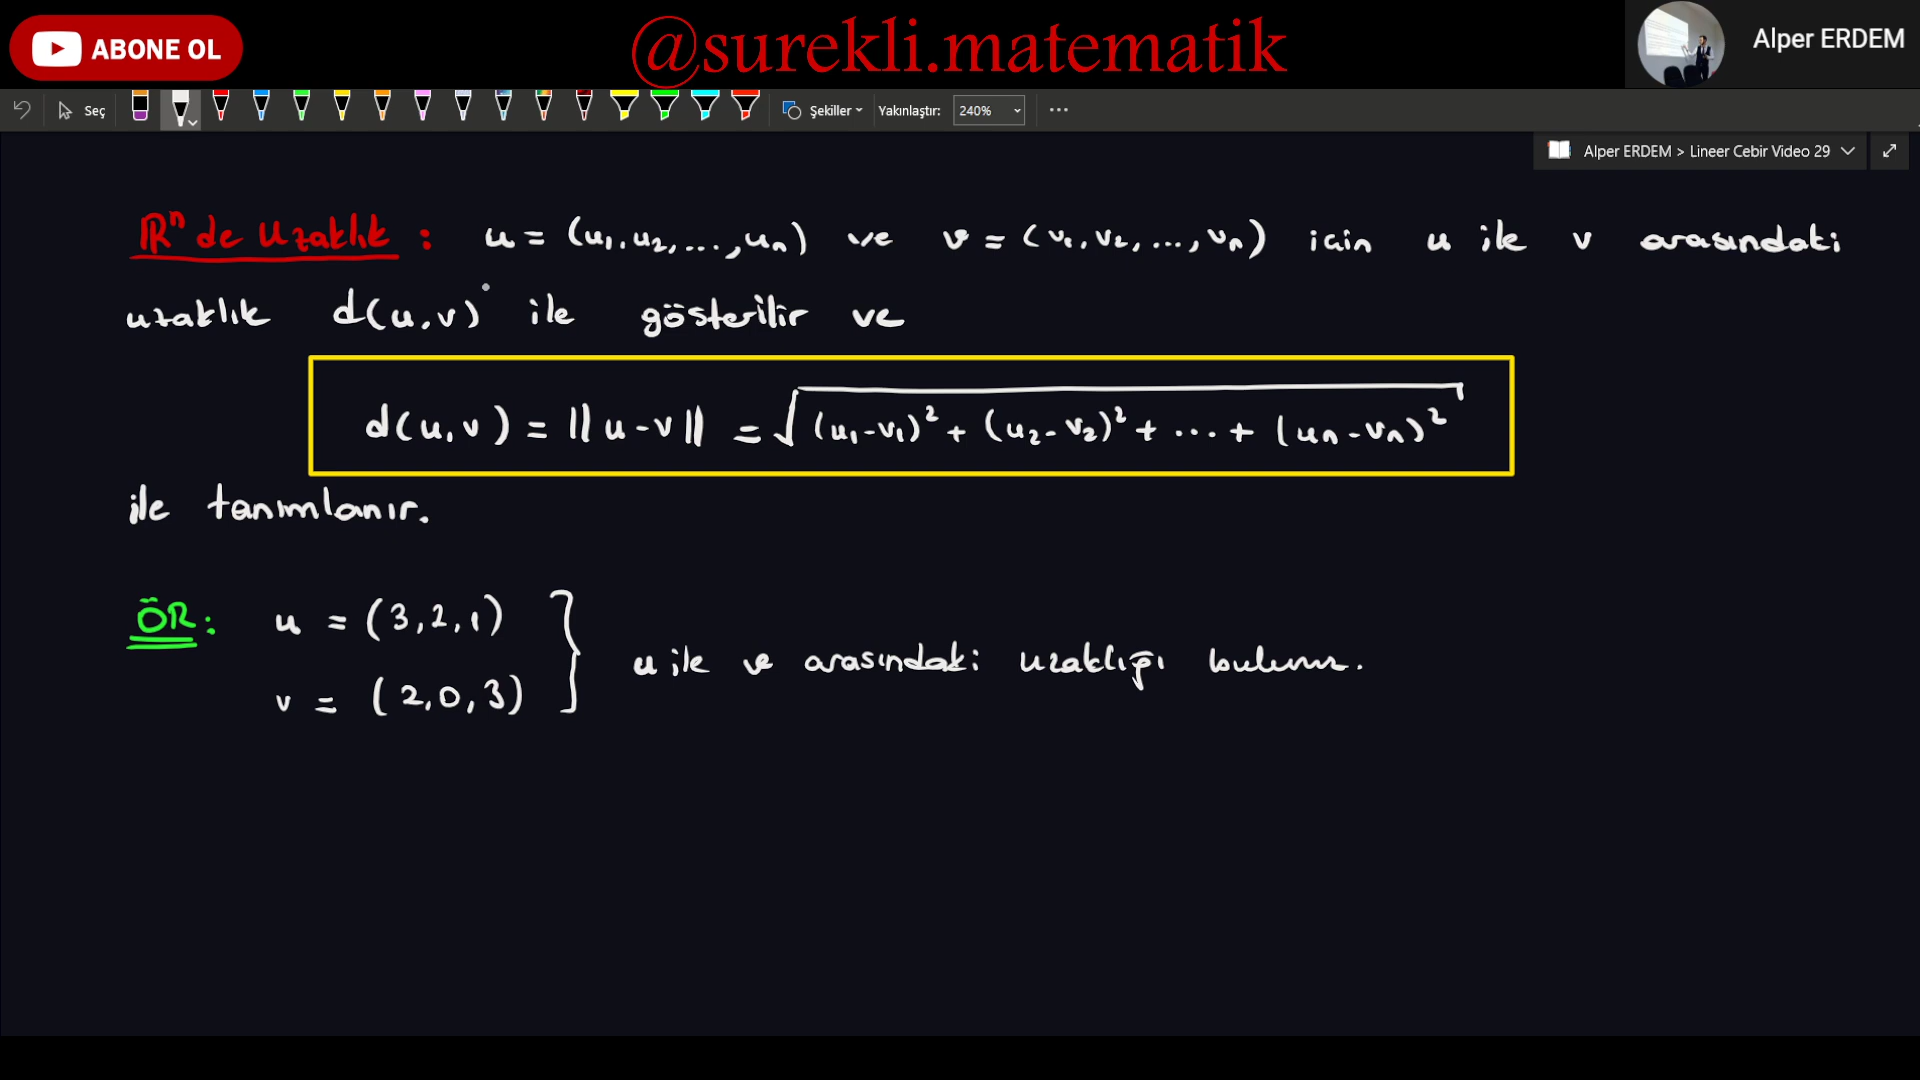 ABONE OL
@surekli.matematik
Alper ERDEM
Seç Şekiller Yakınlaştır: 240%
Alper ERDEM > Lineer Cebir Video 29
ℝⁿ de Uzaklık : u = (u₁, u₂, ..., uₙ) ve v = (v₁, v₂, ..., vₙ) için u ile v arasındaki
uzaklık d(u,v) ile gösterilir ve
d(u,v) = ||u-v|| = √((u₁-v₁)² + (u₂-v₂)² + ... + (uₙ-vₙ)²)
ile tanımlanır.
ÖR: u = (3,2,1)
v = (2,0,3)
u ile v arasındaki uzaklığı bulunuz.